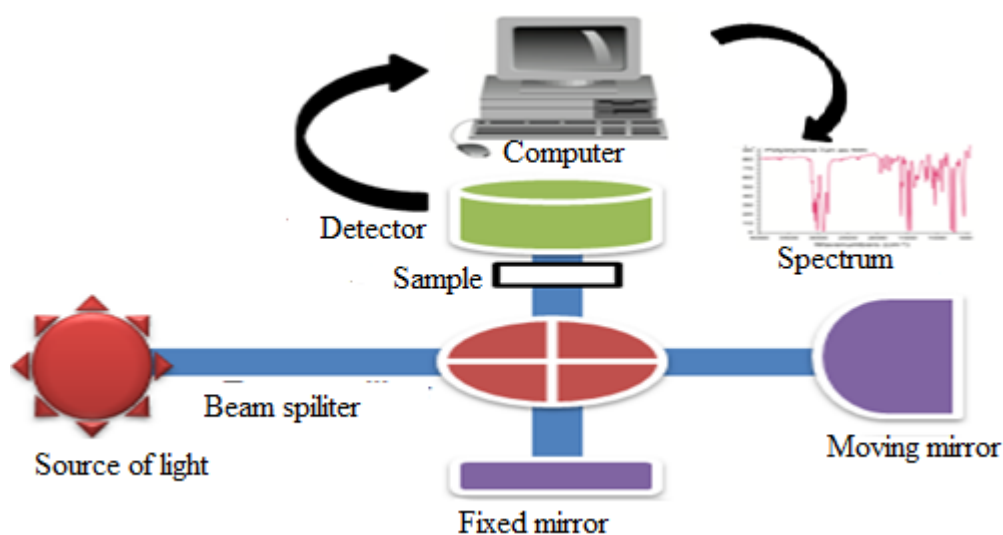 Computer
Detector
Spectrum
Sample
Beam spiliter
Source of light
Moving mirror
Fixed mirror